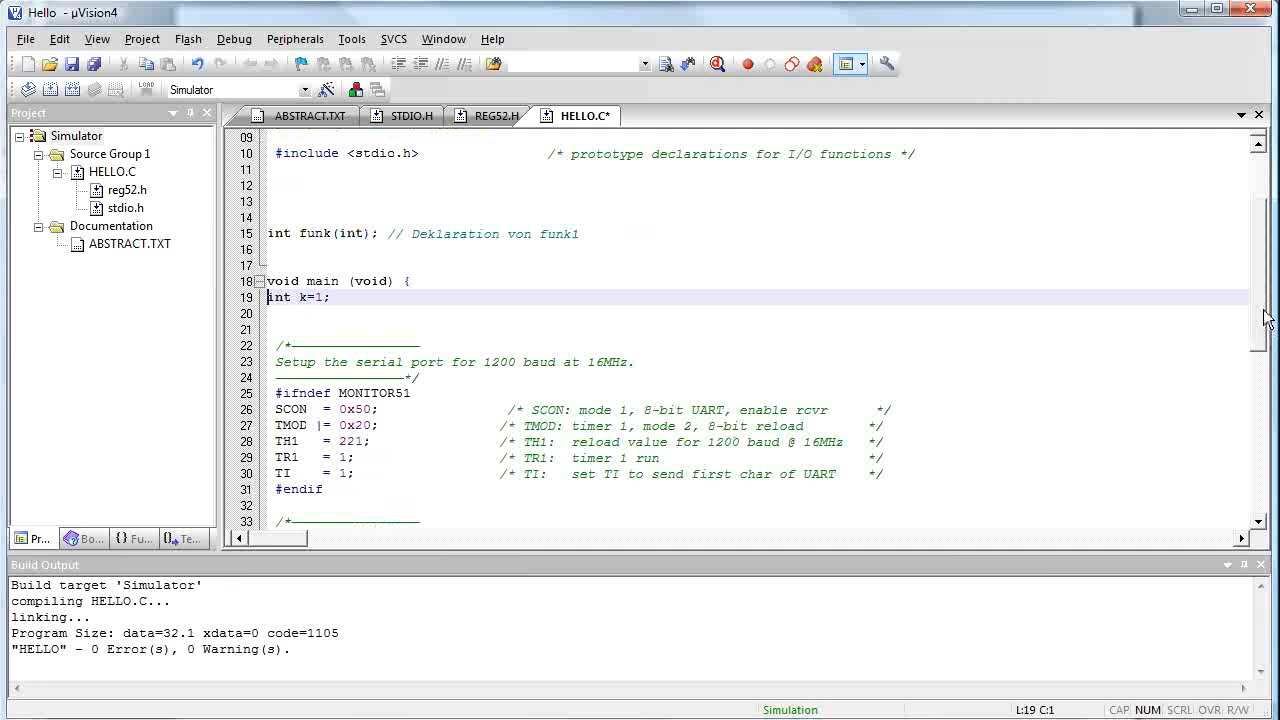 Hello - µVision4
File Edit View Project Flash Debug Peripherals Tools SVCS Window Help
LOAD
Simulator
Project
ABSTRACT.TXT STDIO.H REG52.H HELLO.C*
Simulator
Source Group 1
HELLO.C
reg52.h
stdio.h
Documentation
ABSTRACT.TXT
09
10 #include <stdio.h> /* prototype declarations for I/O functions */
11
12
13
14
15 int funk(int); // Deklaration von funk1
16
17
18 void main (void) {
19 int k=1;
20
21
22 /*------------------------------------------------
23 Setup the serial port for 1200 baud at 16MHz.
24 ------------------------------------------------*/
25 #ifndef MONITOR51
26 SCON = 0x50; /* SCON: mode 1, 8-bit UART, enable rcvr */
27 TMOD |= 0x20; /* TMOD: timer 1, mode 2, 8-bit reload */
28 TH1 = 221; /* TH1: reload value for 1200 baud @ 16MHz */
29 TR1 = 1; /* TR1: timer 1 run */
30 TI = 1; /* TI: set TI to send first char of UART */
31 #endif
32
33 /*------------------------------------------------
Pr... Bo... {} Fu... Te...
Build Output
Build target 'Simulator'
compiling HELLO.C...
linking...
Program Size: data=32.1 xdata=0 code=1105
"HELLO" - 0 Error(s), 0 Warning(s).
Simulation L:19 C:1 CAP NUM SCRL OVR R/W